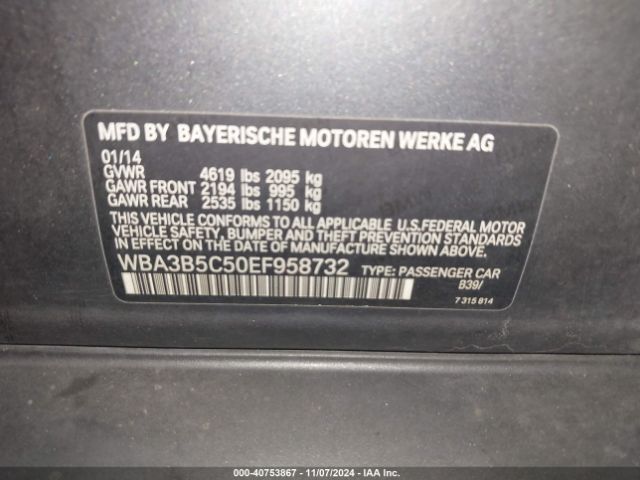 MFD BY BAYERISCHE MOTOREN WERKE AG
01/14
GVWR 4619 lbs 2095 kg
GAWR FRONT 2194 lbs 995 kg
GAWR REAR 2535 lbs 1150 kg
THIS VEHICLE CONFORMS TO ALL APPLICABLE U.S.FEDERAL MOTOR
VEHICLE SAFETY, BUMPER AND THEFT PREVENTION STANDARDS
IN EFFECT ON THE DATE OF MANUFACTURE SHOWN ABOVE.
WBA3B5C50EF958732 TYPE: PASSENGER CAR
B39/
7 315 814
000-40753867 - 11/07/2024 - IAA Inc.